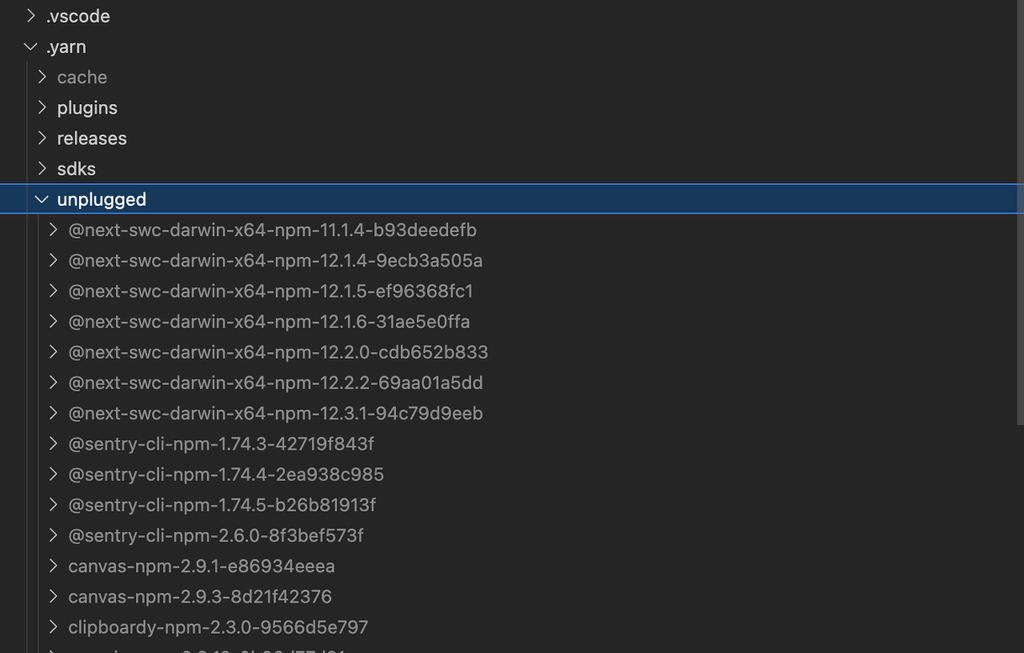 .vscode
.yarn
cache
plugins
releases
sdks
unplugged
@next-swc-darwin-x64-npm-11.1.4-b93deedefb
@next-swc-darwin-x64-npm-12.1.4-9ecb3a505a
@next-swc-darwin-x64-npm-12.1.5-ef96368fc1
@next-swc-darwin-x64-npm-12.1.6-31ae5e0ffa
@next-swc-darwin-x64-npm-12.2.0-cdb652b833
@next-swc-darwin-x64-npm-12.2.2-69aa01a5dd
@next-swc-darwin-x64-npm-12.3.1-94c79d9eeb
@sentry-cli-npm-1.74.3-42719f843f
@sentry-cli-npm-1.74.4-2ea938c985
@sentry-cli-npm-1.74.5-b26b81913f
@sentry-cli-npm-2.6.0-8f3bef573f
canvas-npm-2.9.1-e86934eeea
canvas-npm-2.9.3-8d21f42376
clipboardy-npm-2.3.0-9566d5e797